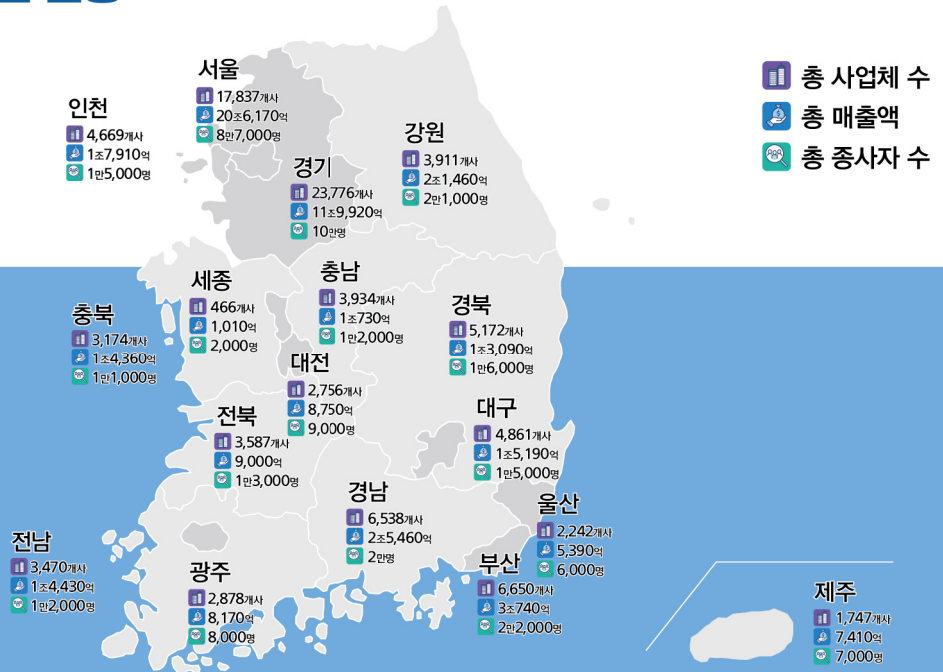 총 사업체 수
총 매출액
총 종사자 수
서울
17,837개사
20조6,170억
8만7,000명
인천
4,669개사
1조7,910억
1만5,000명
강원
3,911개사
2조1,460억
2만1,000명
경기
23,776개사
11조9,920억
10만명
세종
466개사
1,010억
2,000명
충남
3,934개사
1조730억
1만2,000명
경북
5,172개사
1조3,090억
1만6,000명
충북
3,174개사
1조4,360억
1만1,000명
대전
2,756개사
8,750억
9,000명
전북
3,587개사
9,000억
1만3,000명
대구
4,861개사
1조5,190억
1만5,000명
경남
6,538개사
2조5,460억
2만명
울산
2,242개사
5,390억
6,000명
전남
3,470개사
1조4,430억
1만2,000명
광주
2,878개사
8,170억
8,000명
부산
6,650개사
3조740억
2만2,000명
제주
1,747개사
7,410억
7,000명